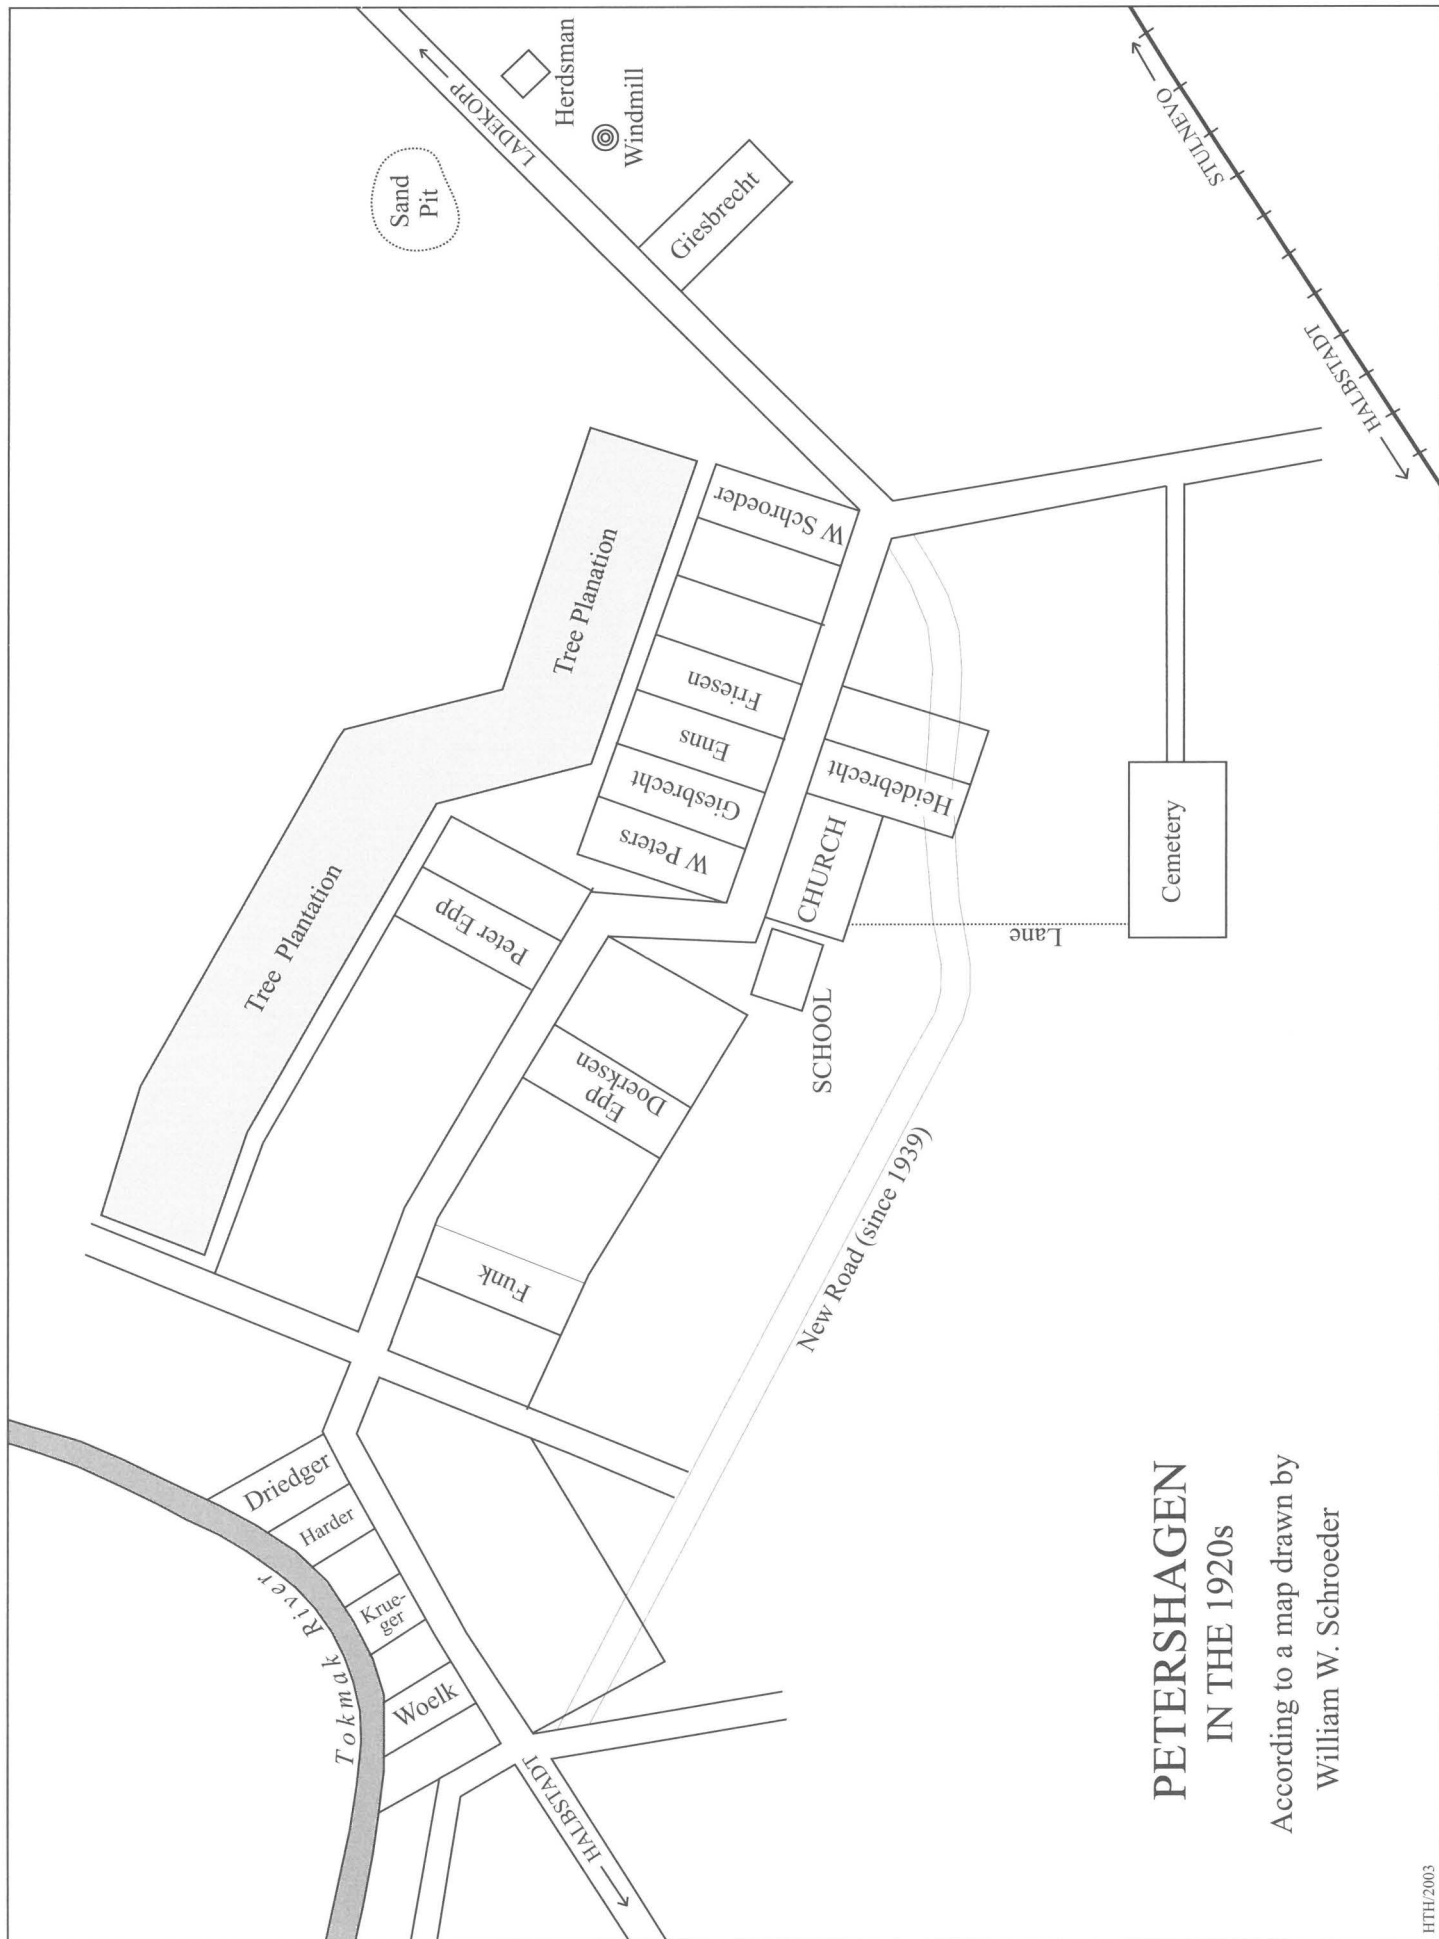 PETERSHAGEN
IN THE 1920s
According to a map drawn by
William W. Schroeder
HTH/2003
Tokmak River
Driedger
Harder
Krue-
ger
Woelk
HALBSTADT
Tree Plantation
Tree Planation
Peter Epp
Funk
Epp
Doerksen
W Peters
Giesbrecht
Enns
Friesen
W Schroeder
SCHOOL
CHURCH
Heidebrecht
New Road (since 1939)
Lane
Cemetery
Sand
Pit
LADEKOPP
Herdsman
Windmill
Giesbrecht
STULNEVO
HALBSTADT